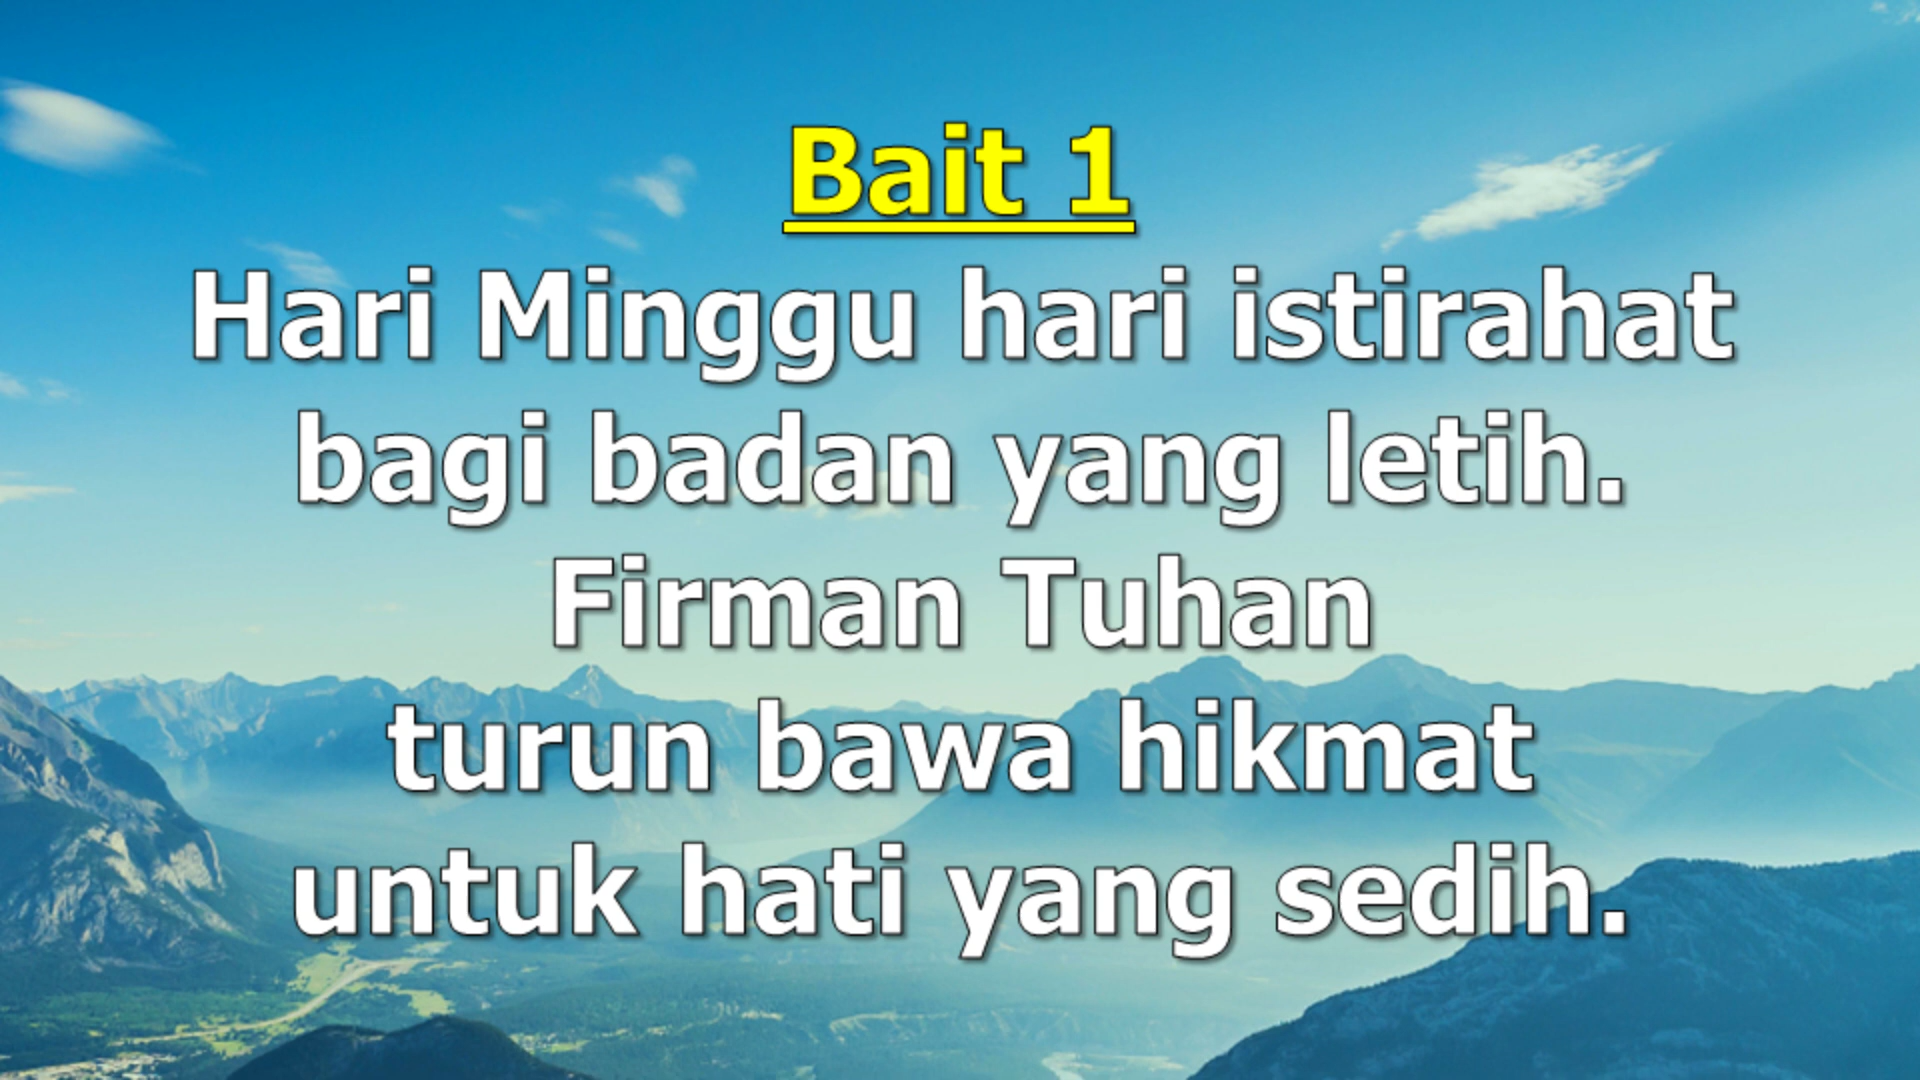 Bait 1
Hari Minggu hari istirahat
bagi badan yang letih.
Firman Tuhan
turun bawa hikmat
untuk hati yang sedih.